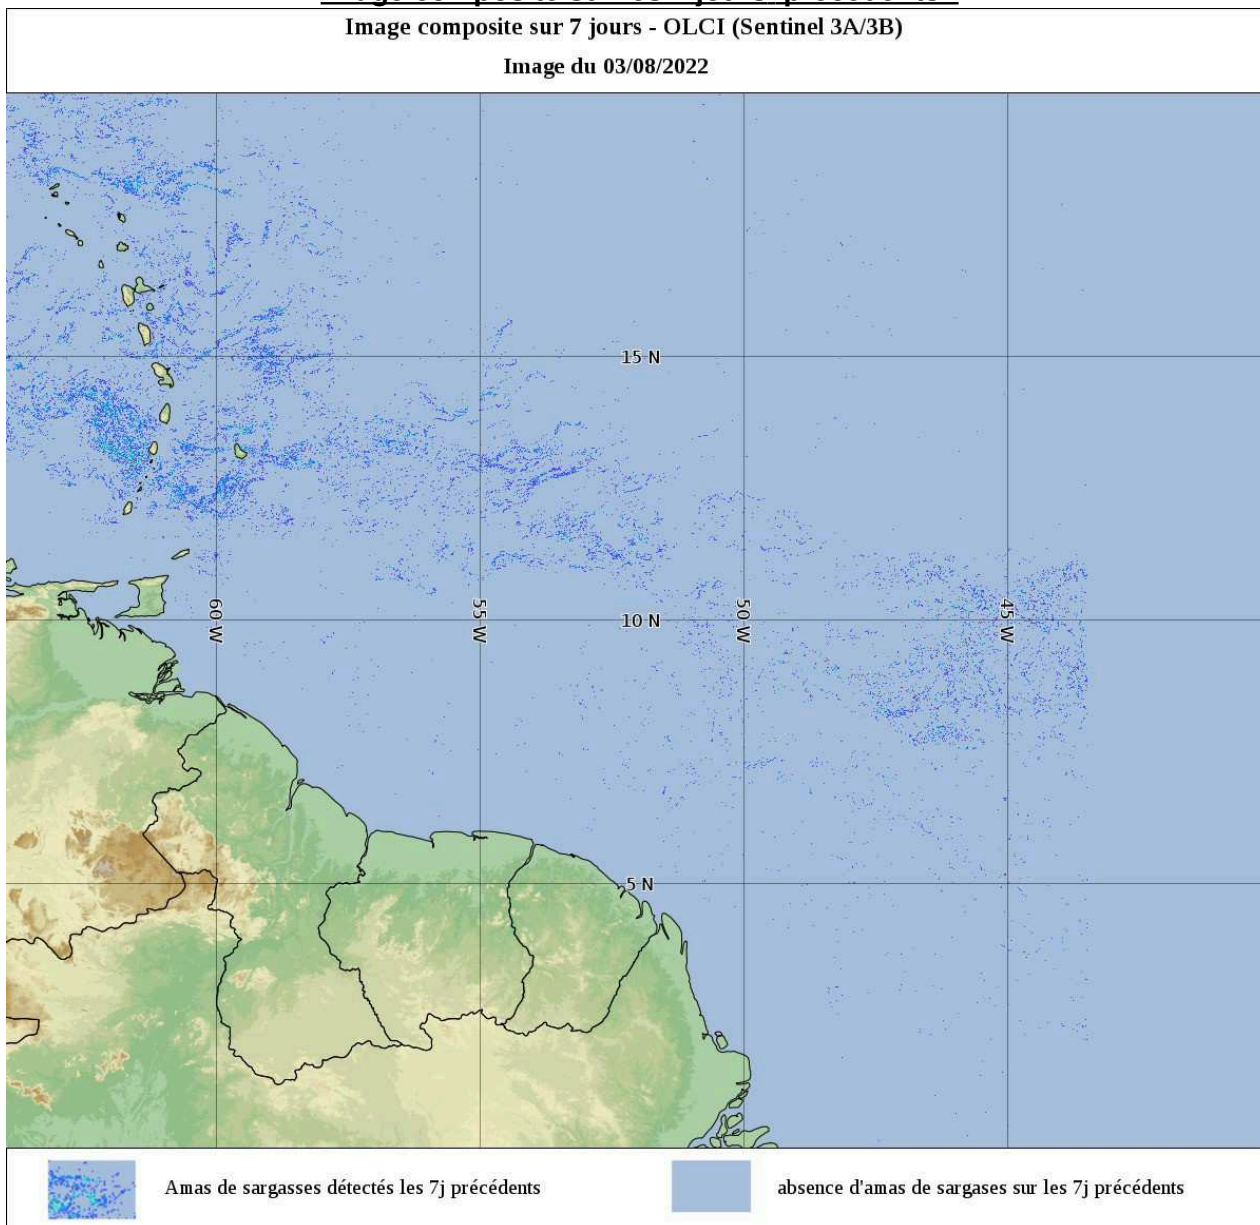 Image composite sur 7 jours - OLCI (Sentinel 3A/3B)
Image du 03/08/2022
15 N
60 W
55 W
10 N
50 W
45 W
5 N
Amas de sargasses détectés les 7j précédents
absence d'amas de sargases sur les 7j précédents